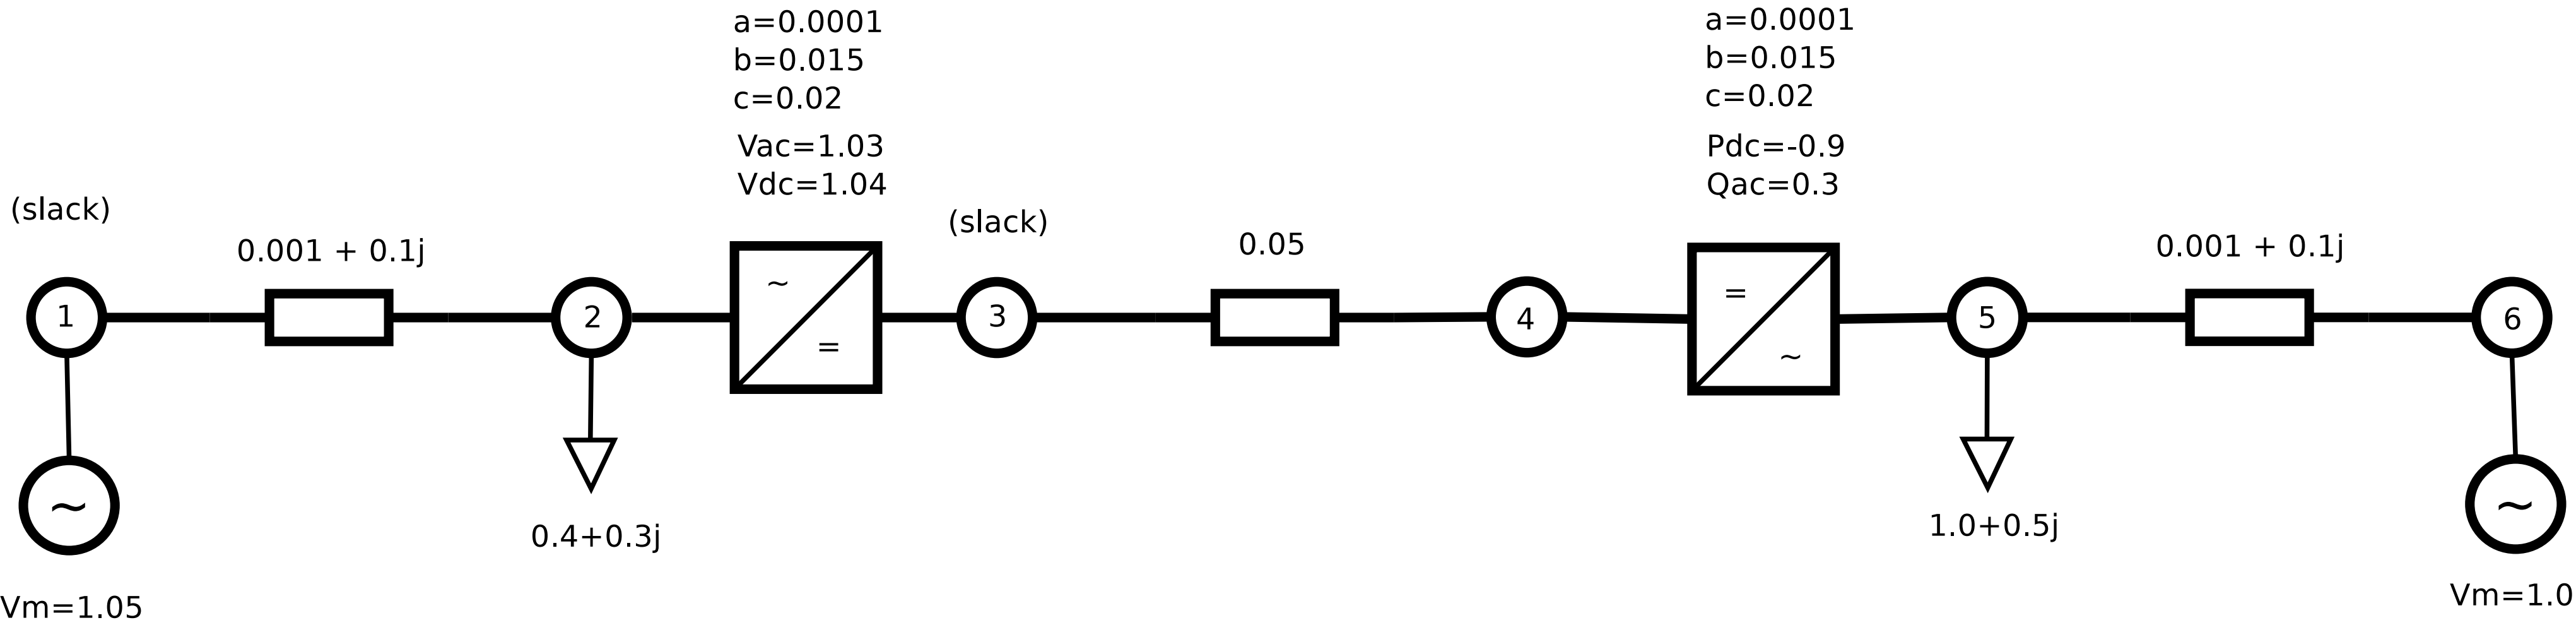 a=0.0001
b=0.015
c=0.02
Vac=1.03
Vdc=1.04
a=0.0001
b=0.015
c=0.02
Pdc=-0.9
Qac=0.3
(slack)
0.001 + 0.1j
(slack)
0.05
0.001 + 0.1j
1
2
~
=
3
4
=
~
5
6
~
0.4+0.3j
1.0+0.5j
~
Vm=1.05
Vm=1.0